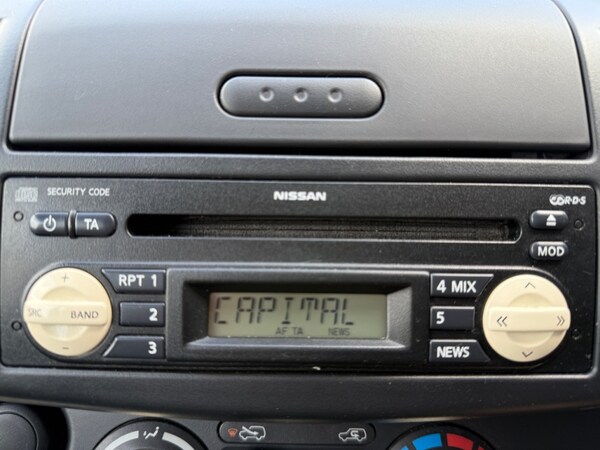 SECURITY CODE
NISSAN
R·D·S
TA
MOD
RPT 1
4 MIX
BAND
2
CAPITAL
5
AF TA NEWS
3
NEWS